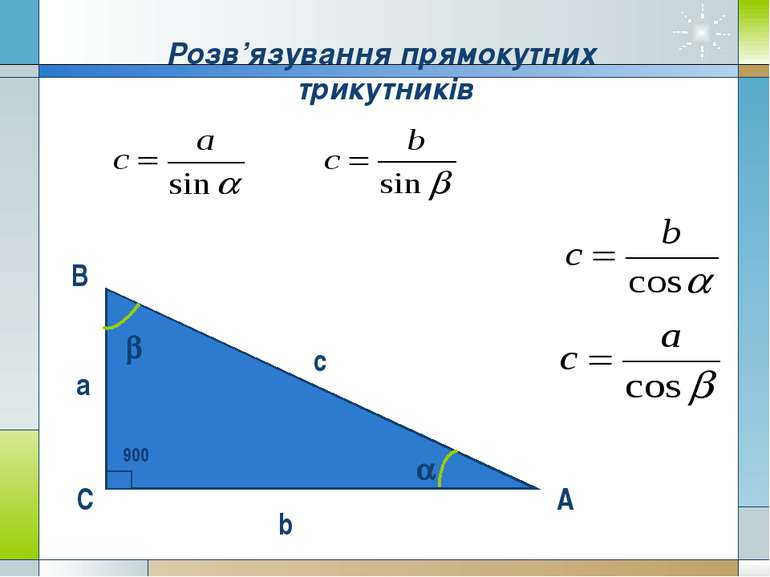 Розв’язування прямокутних
трикутників
c = a / sin α
c = b / sin β
c = b / cos α
c = a / cos β
B
β
c
a
900
α
C
A
b